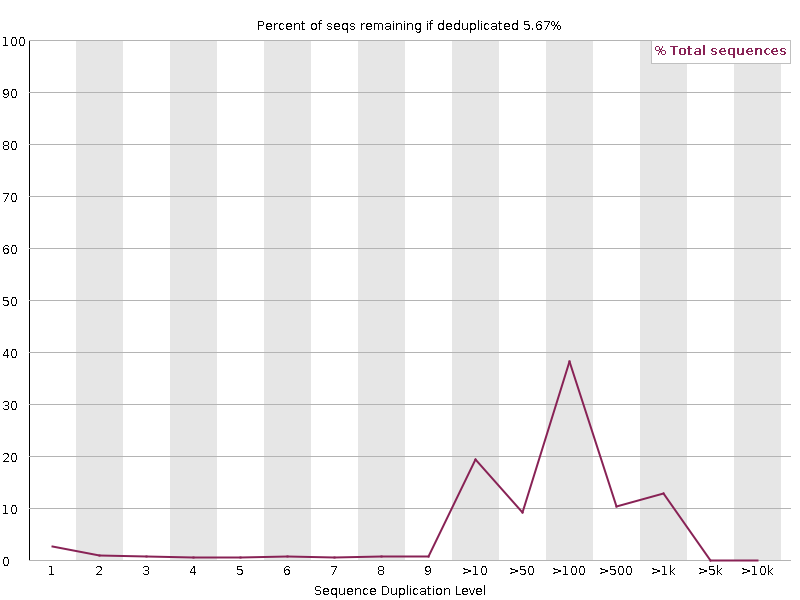 Percent of seqs remaining if deduplicated 5.67%
% Total sequences
100
90
80
70
60
50
40
30
20
10
0
1 2 3 4 5 6 7 8 9 >10 >50 >100 >500 >1k >5k >10k
Sequence Duplication Level